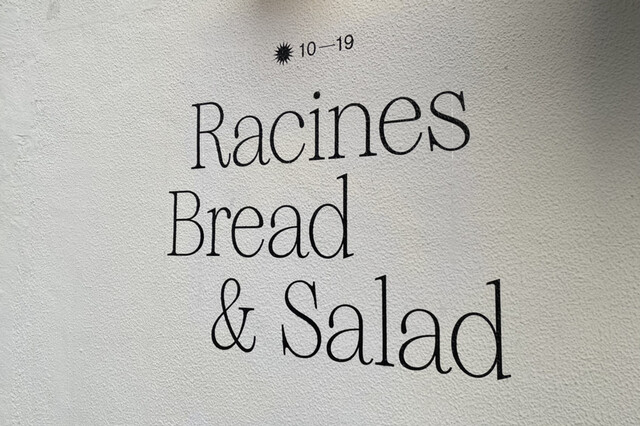 10—19
Racines
Bread
& Salad